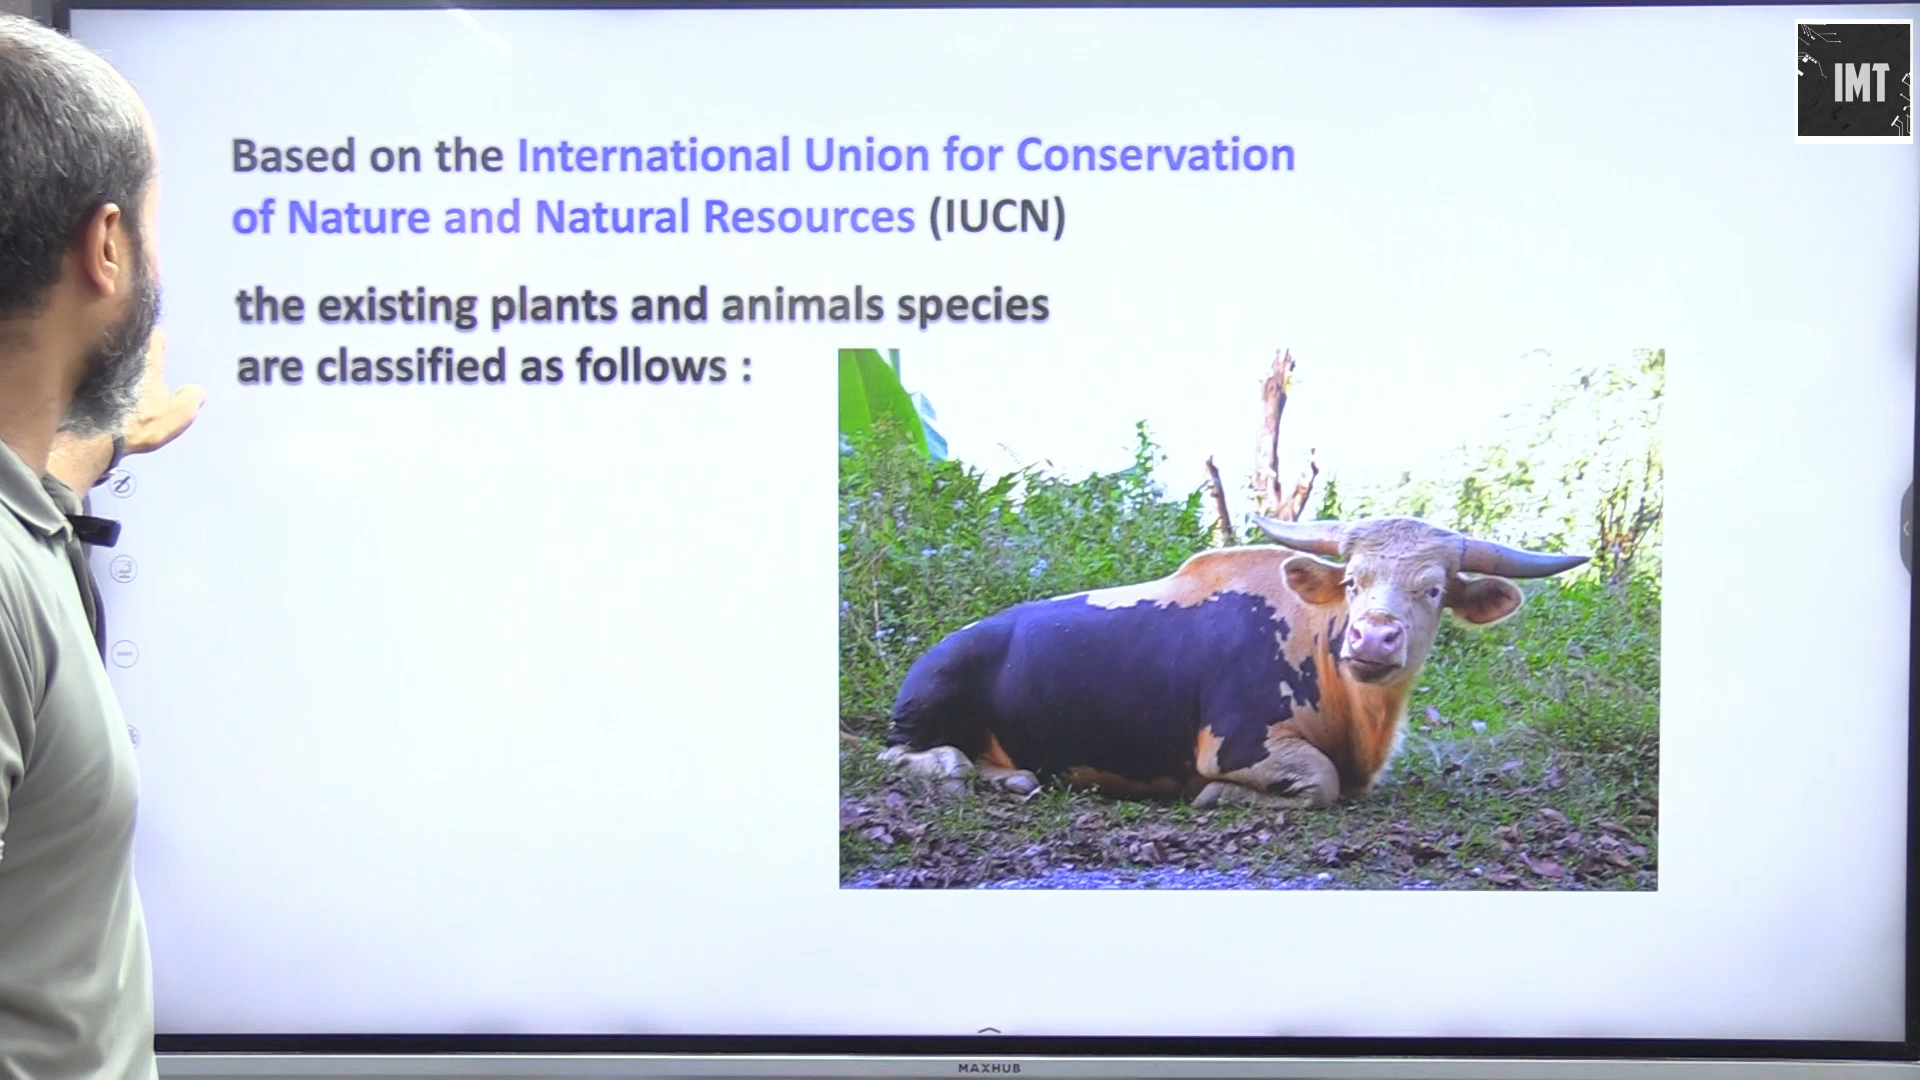 IMT
Based on the International Union for Conservation
of Nature and Natural Resources (IUCN)
the existing plants and animals species
are classified as follows :
MAXHUB